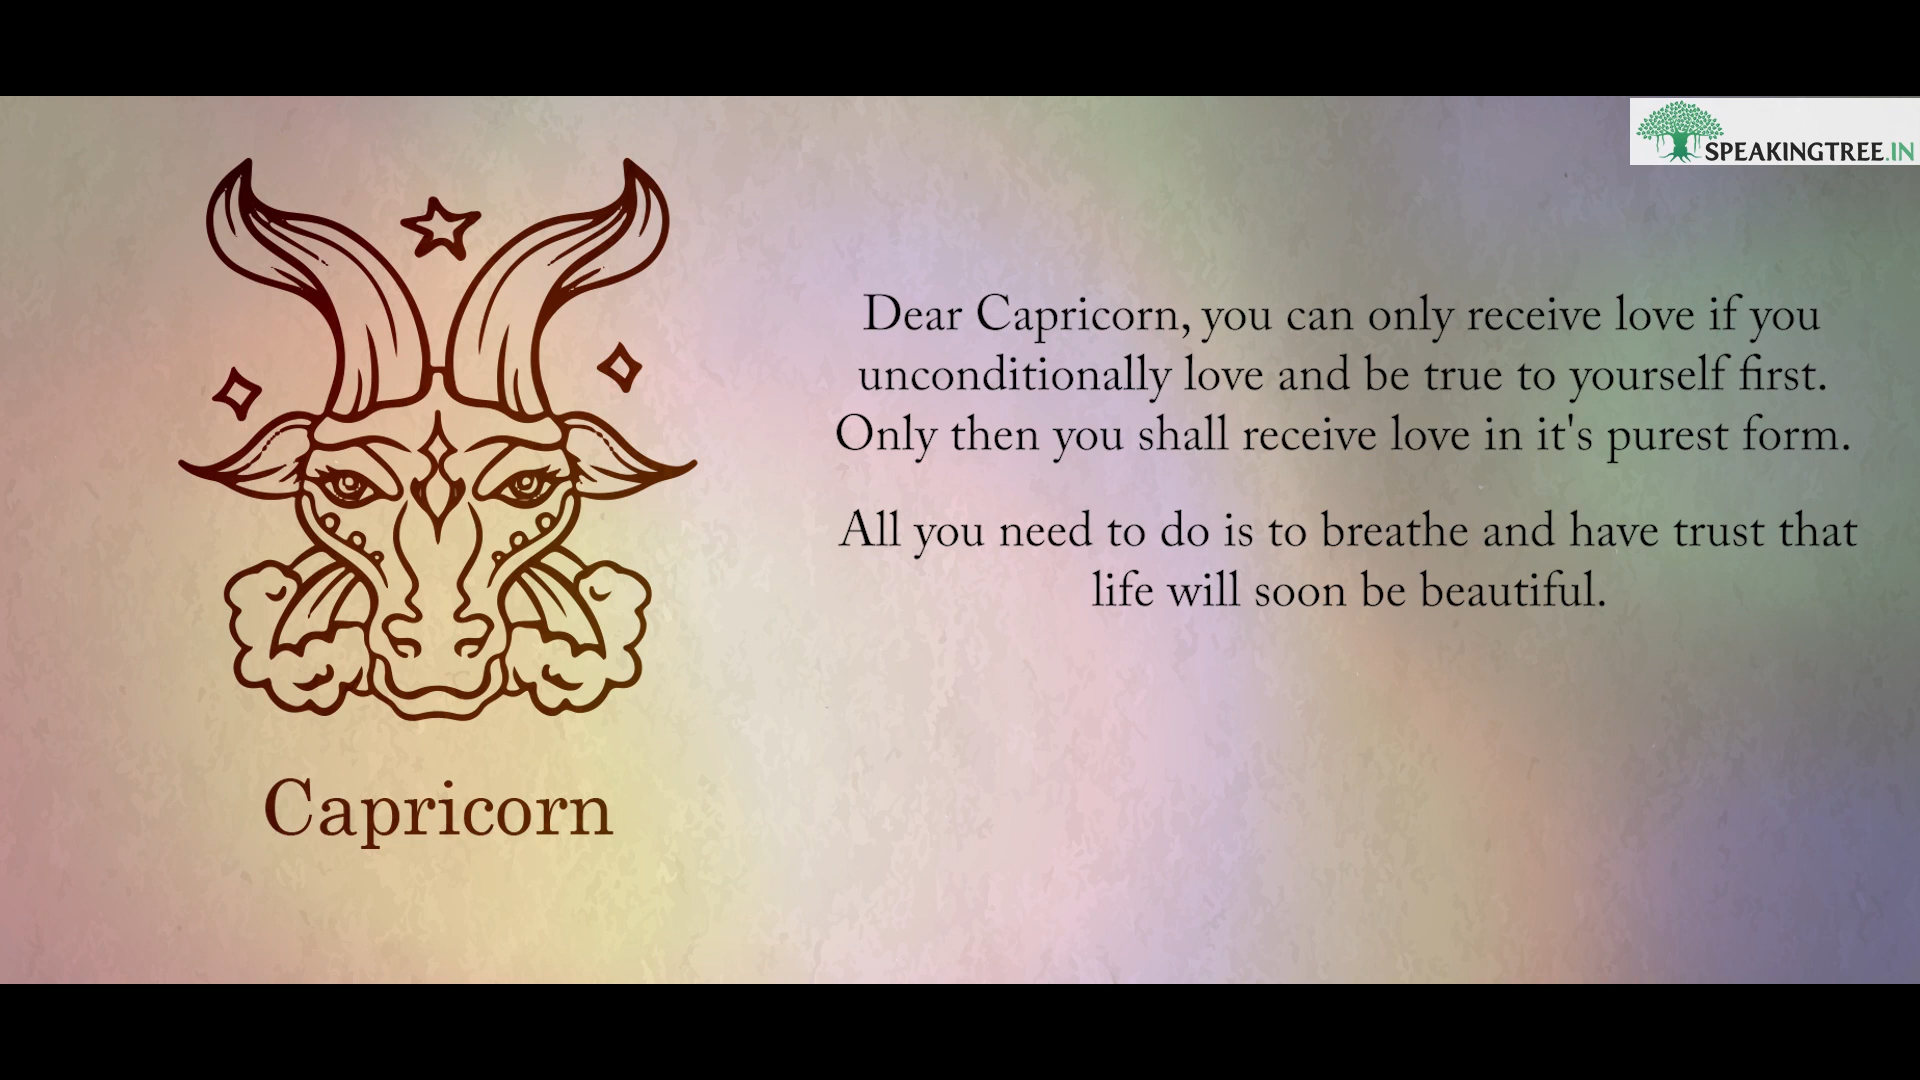 SPEAKINGTREE.IN
Dear Capricorn, you can only receive love if you
unconditionally love and be true to yourself first.
Only then you shall receive love in it's purest form.
All you need to do is to breathe and have trust that
life will soon be beautiful.
Capricorn